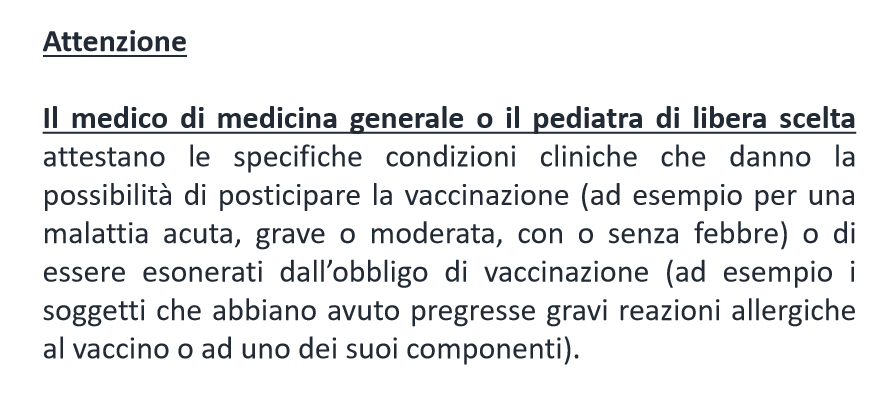 Attenzione
Il medico di medicina generale o il pediatra di libera scelta
attestano le specifiche condizioni cliniche che danno la
possibilità di posticipare la vaccinazione (ad esempio per una
malattia acuta, grave o moderata, con o senza febbre) o di
essere esonerati dall’obbligo di vaccinazione (ad esempio i
soggetti che abbiano avuto pregresse gravi reazioni allergiche
al vaccino o ad uno dei suoi componenti).